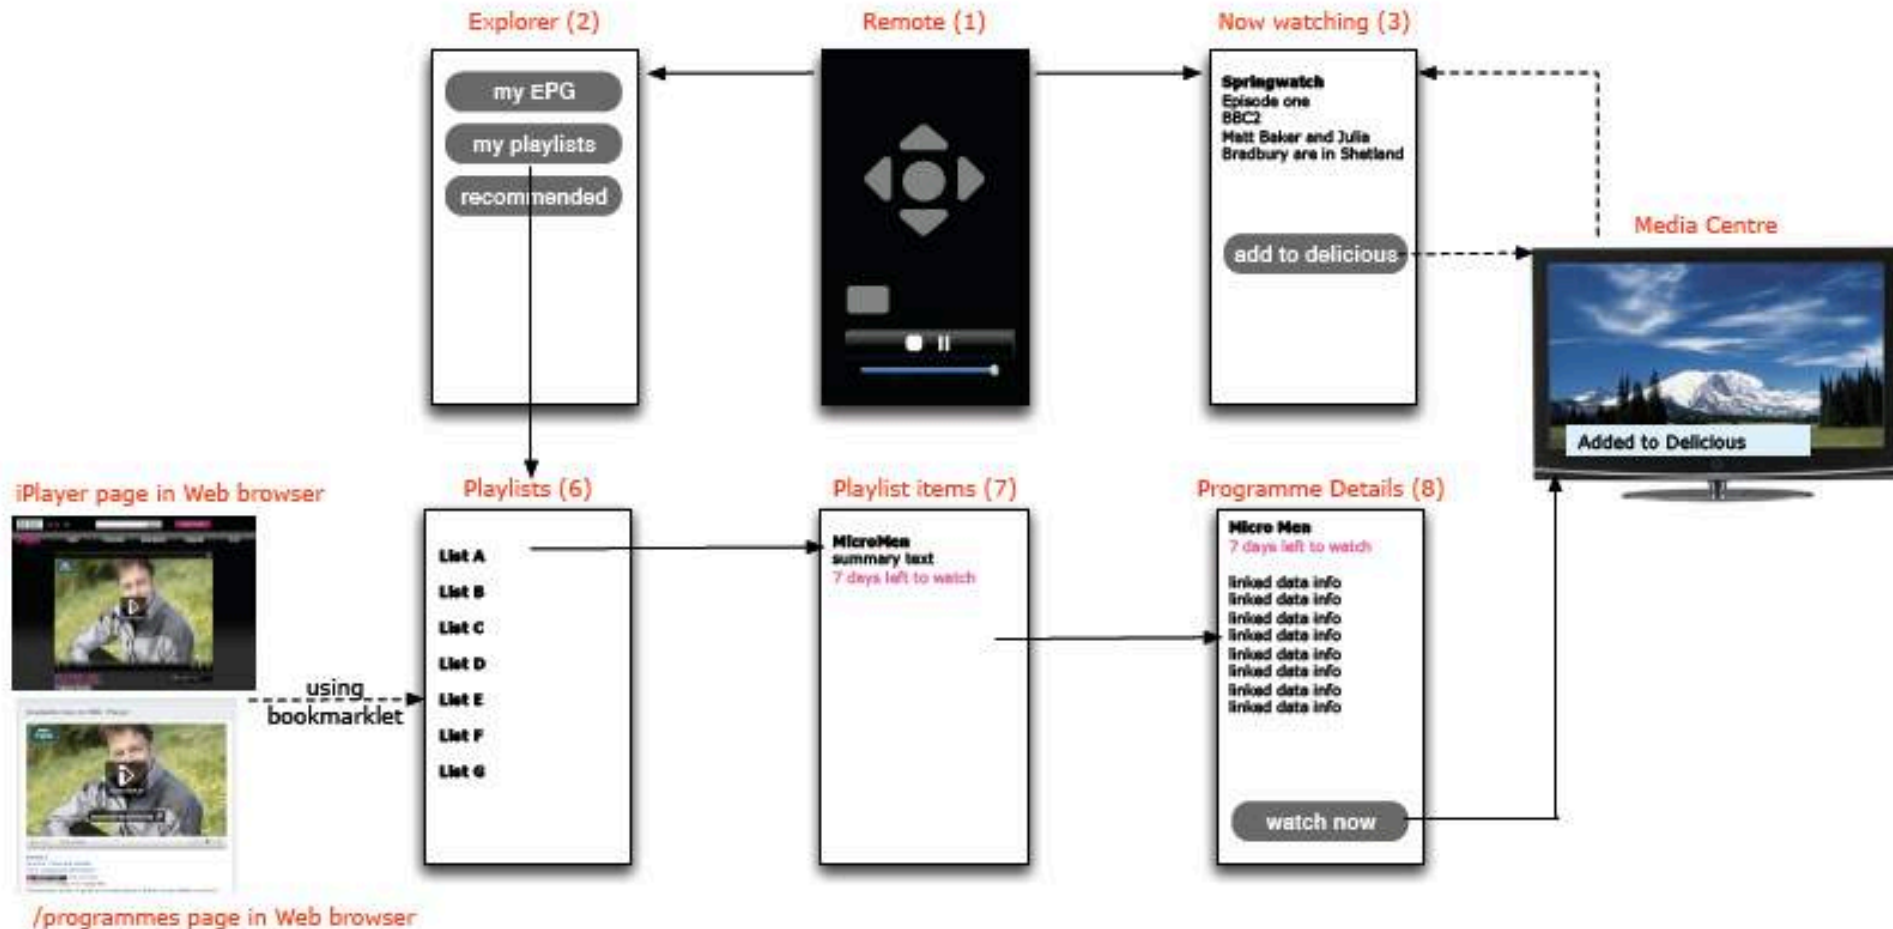 Explorer (2)
Remote (1)
Now watching (3)
my EPG
my playlists
recommended
Springwatch
Episode one
BBC2
Matt Baker and Julia
Bradbury are in Shetland
add to delicious
Media Centre
Added to Delicious
iPlayer page in Web browser
using
bookmarklet
/programmes page in Web browser
Playlists (6)
List A
List B
List C
List D
List E
List F
List G
Playlist items (7)
MicroMen
summary text
7 days left to watch
Programme Details (8)
Micro Men
7 days left to watch
linked data info
linked data info
linked data info
linked data info
linked data info
linked data info
linked data info
linked data info
watch now